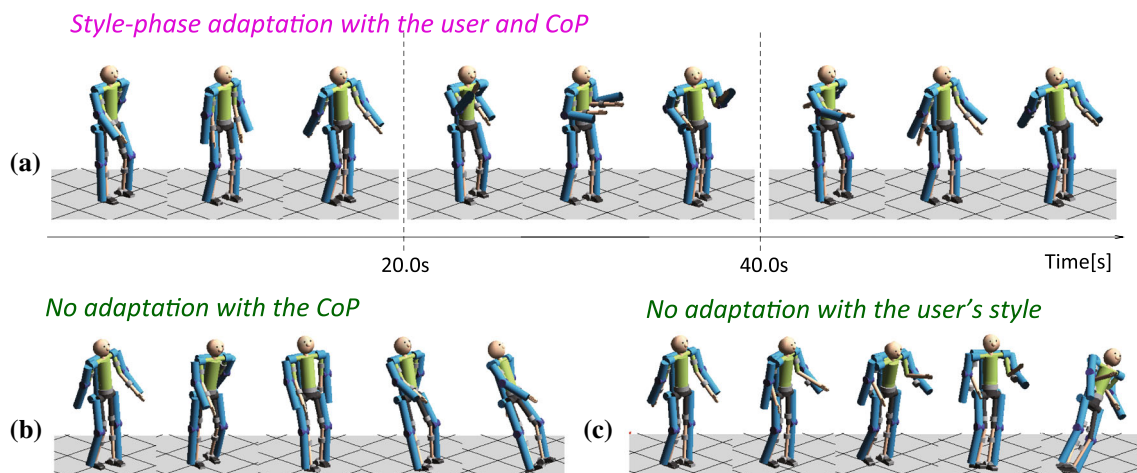 Style-phase adaptation with the user and CoP
(a)
20.0s
40.0s
Time[s]
No adaptation with the CoP
No adaptation with the user's style
(b)
(c)